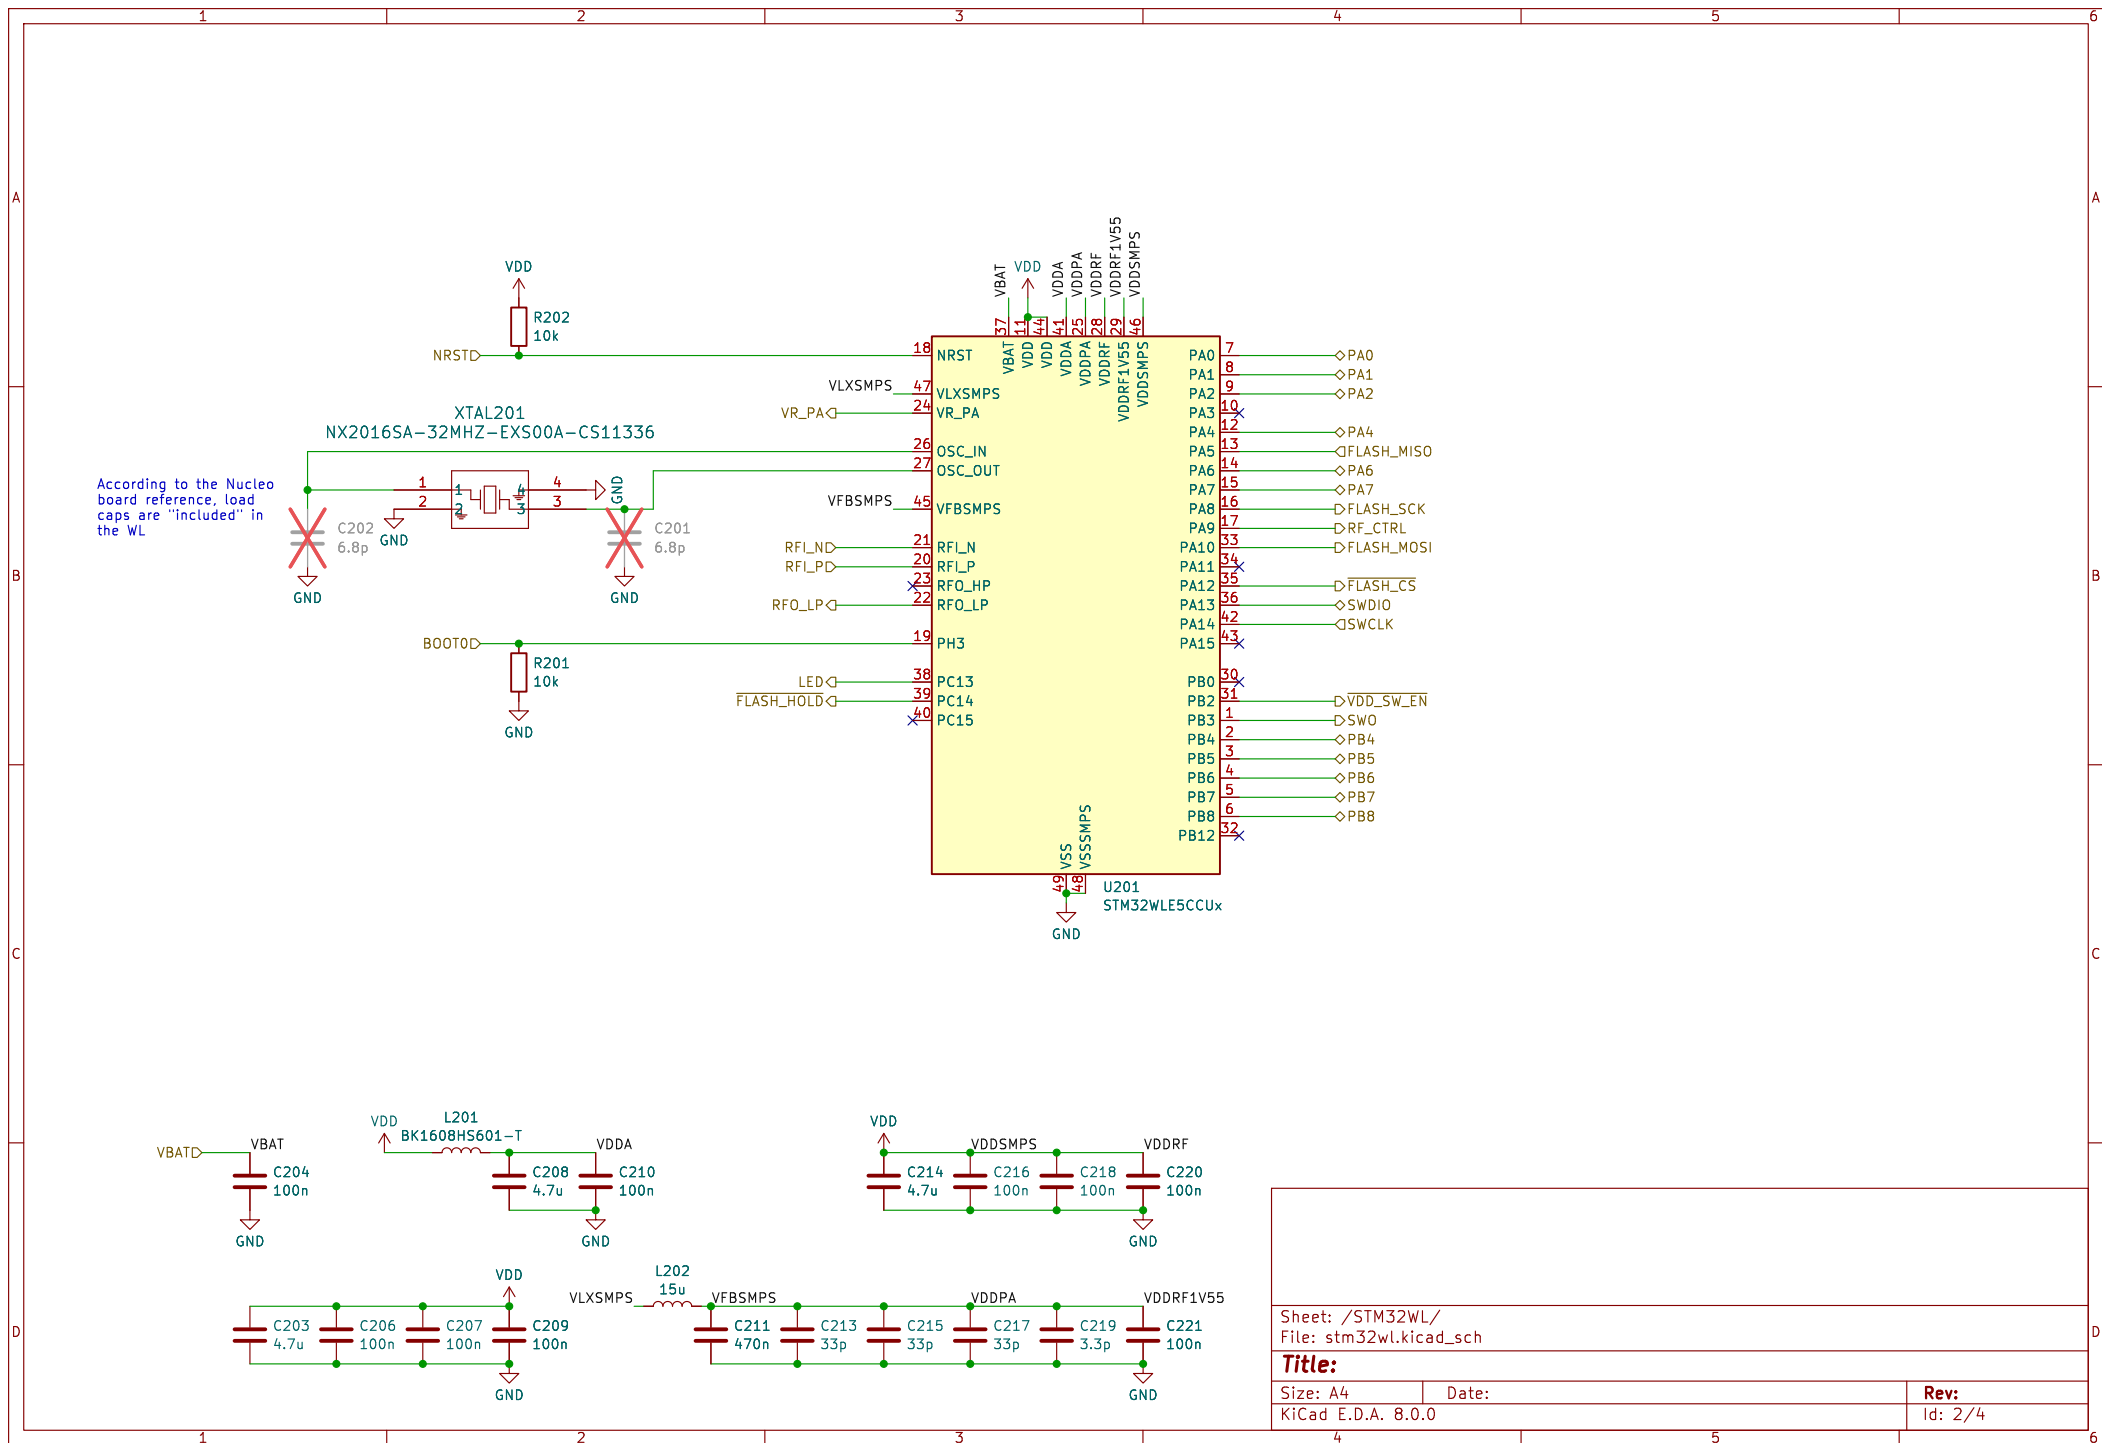 1 2 3 4 5 6
A A
VDD
R202
10k
NRST
VBAT
VDD
VDDA
VDDPA
VDDRF
VDDRF1V55
VDDSMPS
37 11 44 41 25 28 29 46
VBAT VDD VDD VDDA VDDPA VDDRF VDDRF1V55 VDDSMPS
18 NRST
VLXSMPS 47 VLXSMPS
VR_PA 24 VR_PA
XTAL201
NX2016SA-32MHZ-EXS00A-CS11336
26 OSC_IN
27 OSC_OUT
According to the Nucleo
board reference, load
caps are "included" in
the WL
1 1 4 4
2 2 3 3
GND
GND
C202
6.8p
GND
C201
6.8p
GND
VFBSMPS 45 VFBSMPS
RFI_N 21 RFI_N
RFI_P 20 RFI_P
23 RFO_HP
RFO_LP 22 RFO_LP
BOOT0 19 PH3
R201
10k
GND
LED 38 PC13
FLASH_HOLD 39 PC14
40 PC15
PA0 7 PA0
PA1 8 PA1
PA2 9 PA2
PA3 10
PA4 12 PA4
PA5 13 FLASH_MISO
PA6 14 PA6
PA7 15 PA7
PA8 16 FLASH_SCK
PA9 17 RF_CTRL
PA10 33 FLASH_MOSI
PA11 34
PA12 35 FLASH_CS
PA13 36 SWDIO
PA14 42 SWCLK
PA15 43
PB0 30
PB2 31 VDD_SW_EN
PB3 1 SWO
PB4 2 PB4
PB5 3 PB5
PB6 4 PB6
PB7 5 PB7
PB8 6 PB8
PB12 32
VSS VSSSMPS
49 48
GND
U201
STM32WLE5CCUx
B B
C C
VBAT VBAT
C204
100n
GND
VDD
L201
BK1608HS601-T
VDDA
C208
4.7u
C210
100n
GND
VDD
VDDSMPS
VDDRF
C214
4.7u
C216
100n
C218
100n
C220
100n
GND
VDD
C203
4.7u
C206
100n
C207
100n
C209
100n
GND
VLXSMPS
L202
15u
VFBSMPS
VDDPA
VDDRF1V55
C211
470n
C213
33p
C215
33p
C217
33p
C219
3.3p
C221
100n
GND
D D
Sheet: /STM32WL/
File: stm32wl.kicad_sch
Title:
Size: A4 Date: Rev:
KiCad E.D.A. 8.0.0 Id: 2/4
1 2 3 4 5 6